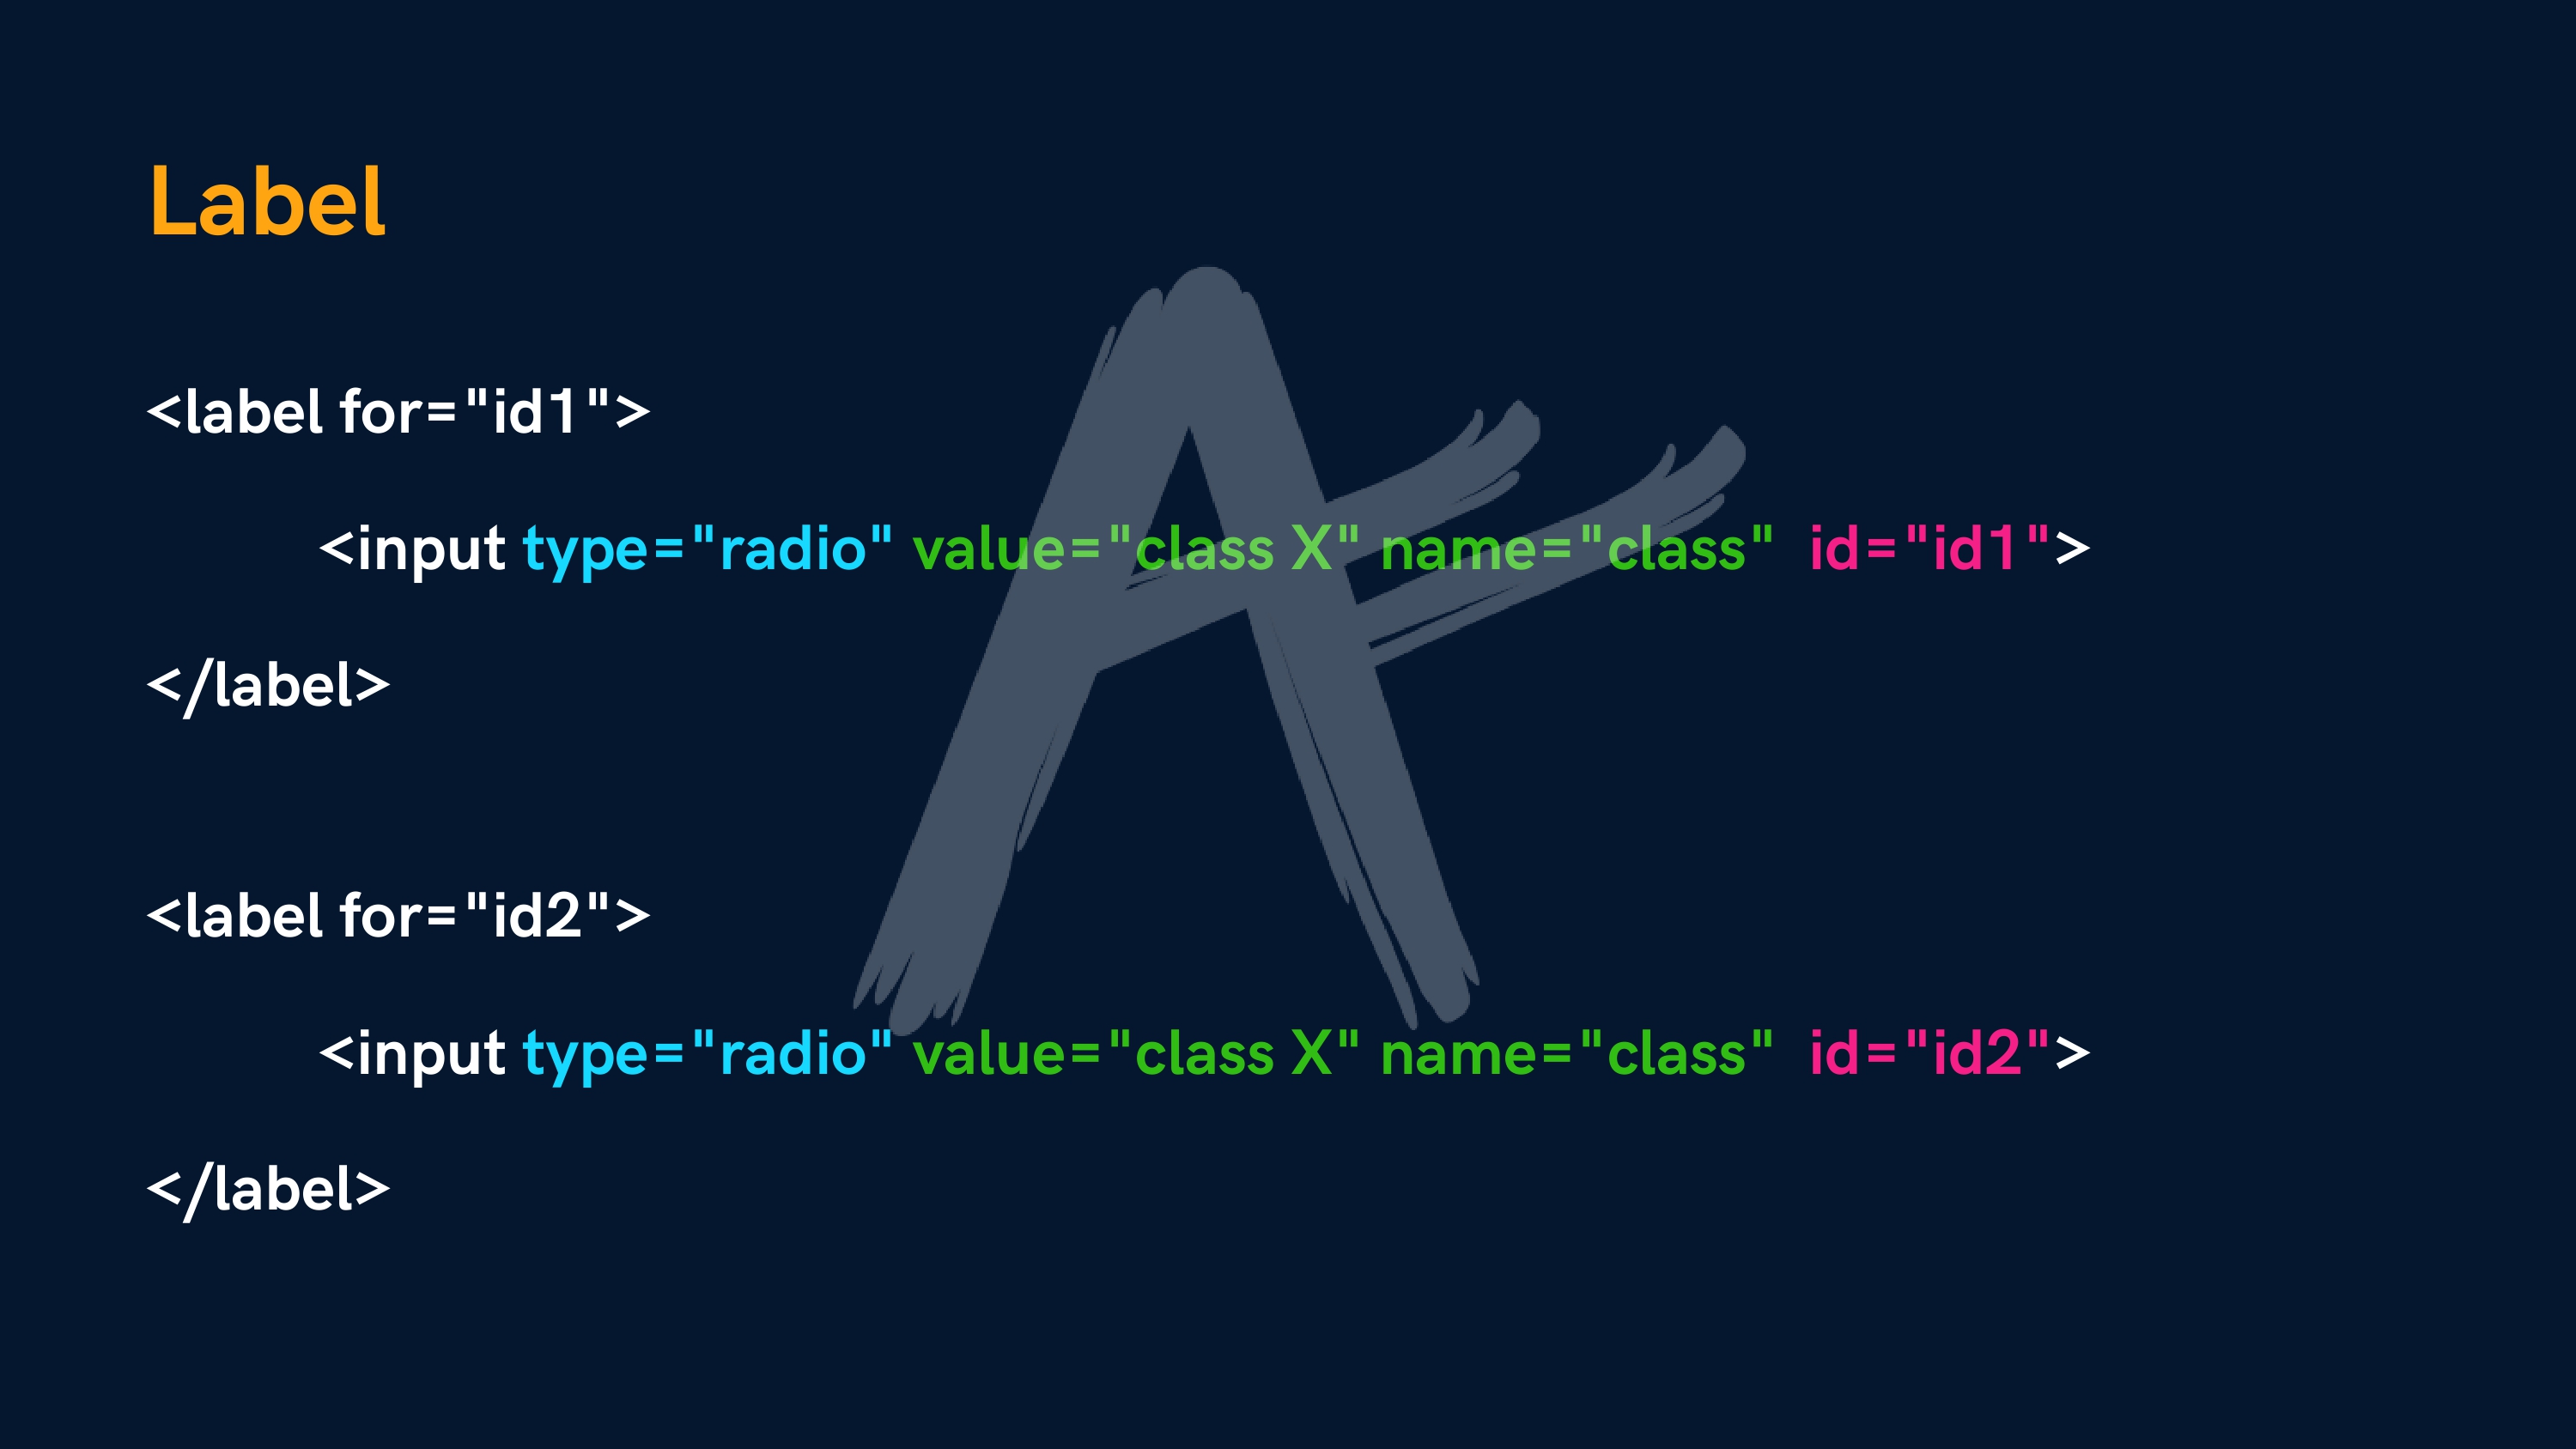 Label
<label for="id1">
<input type="radio" value="class X" name="class" id="id1">
</label>
<label for="id2">
<input type="radio" value="class X" name="class" id="id2">
</label>